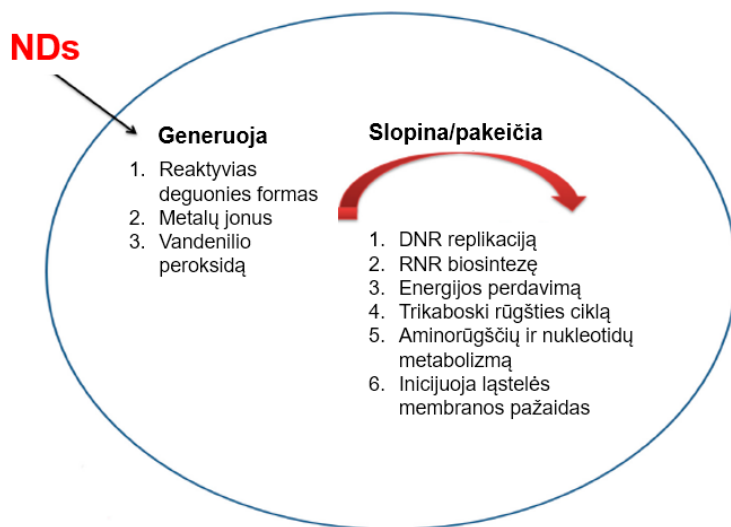 NDs
Generuoja
1. Reaktyvias
deguonies formas
2. Metalų jonus
3. Vandenilio
peroksidą
Slopina/pakeičia
1. DNR replikaciją
2. RNR biosintezę
3. Energijos perdavimą
4. Trikaboski rūgšties ciklą
5. Aminorūgščių ir nukleotidų
metabolizmą
6. Inicijuoja ląstelės
membranos pažaidas